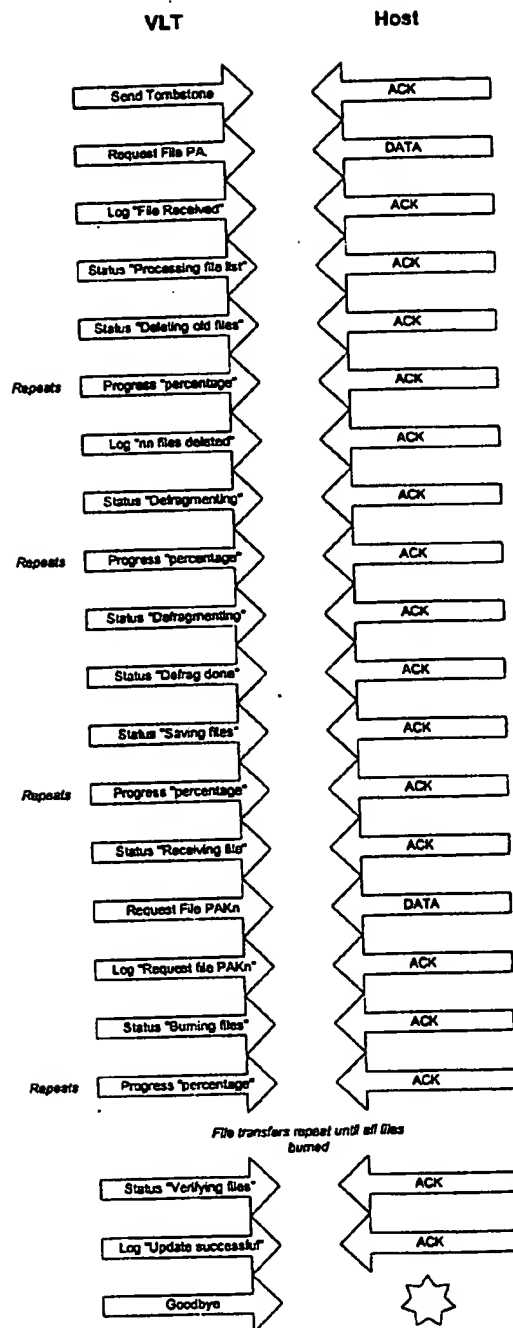 VLT Host
Send Tombstone ACK
Request File PA. DATA
Log "File Received" ACK
Status "Processing file list" ACK
Status "Deleting old files" ACK
Repeats Progress "percentage" ACK
Log "nn files deleted" ACK
Status "Defragmenting" ACK
Repeats Progress "percentage" ACK
Status "Defragmenting" ACK
Status "Defrag done" ACK
Status "Saving files" ACK
Repeats Progress "percentage" ACK
Status "Receiving file" ACK
Request File PAKn DATA
Log "Request file PAKn" ACK
Status "Burning files" ACK
Repeats Progress "percentage" ACK
File transfers repeat until all files
burned
Status "Verifying files" ACK
Log "Update successful" ACK
Goodbye